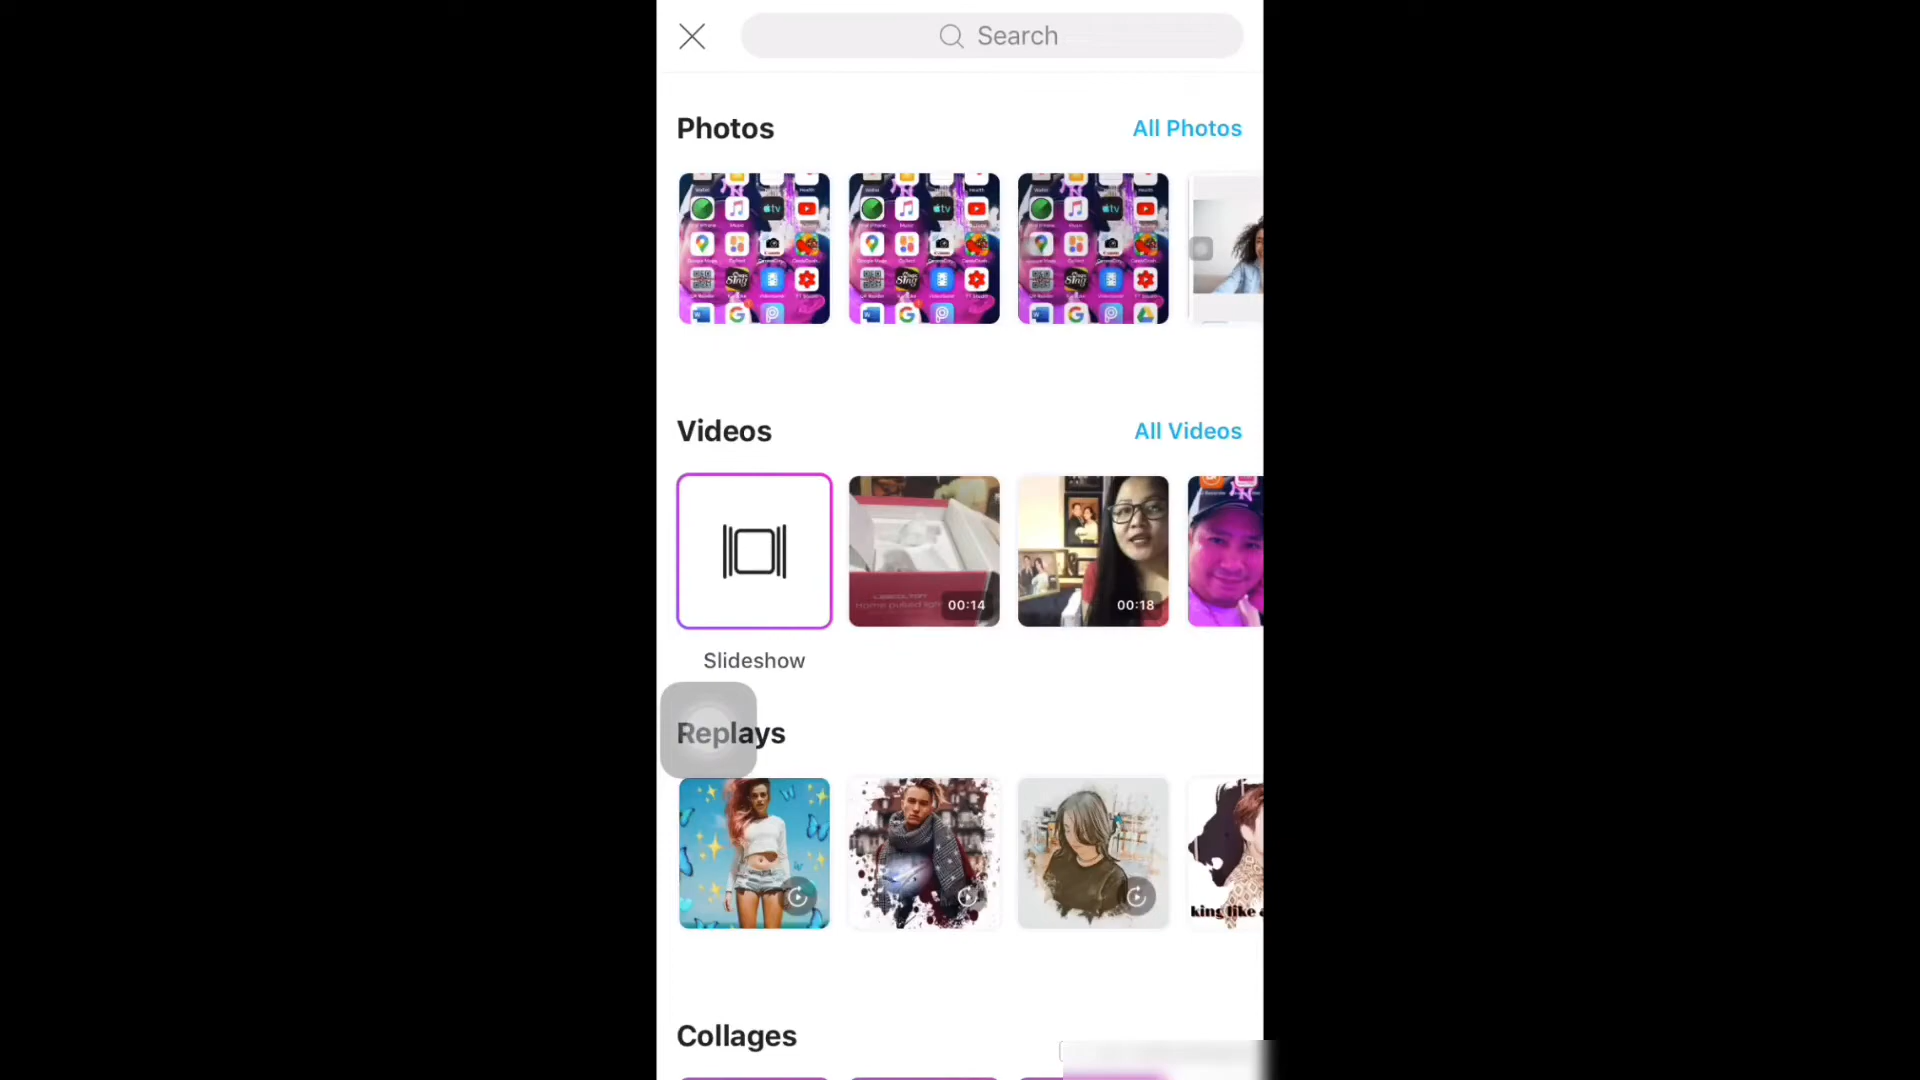 Search
Photos
All Photos
Videos
All Videos
00:14
00:18
Slideshow
Replays
king like
Collages